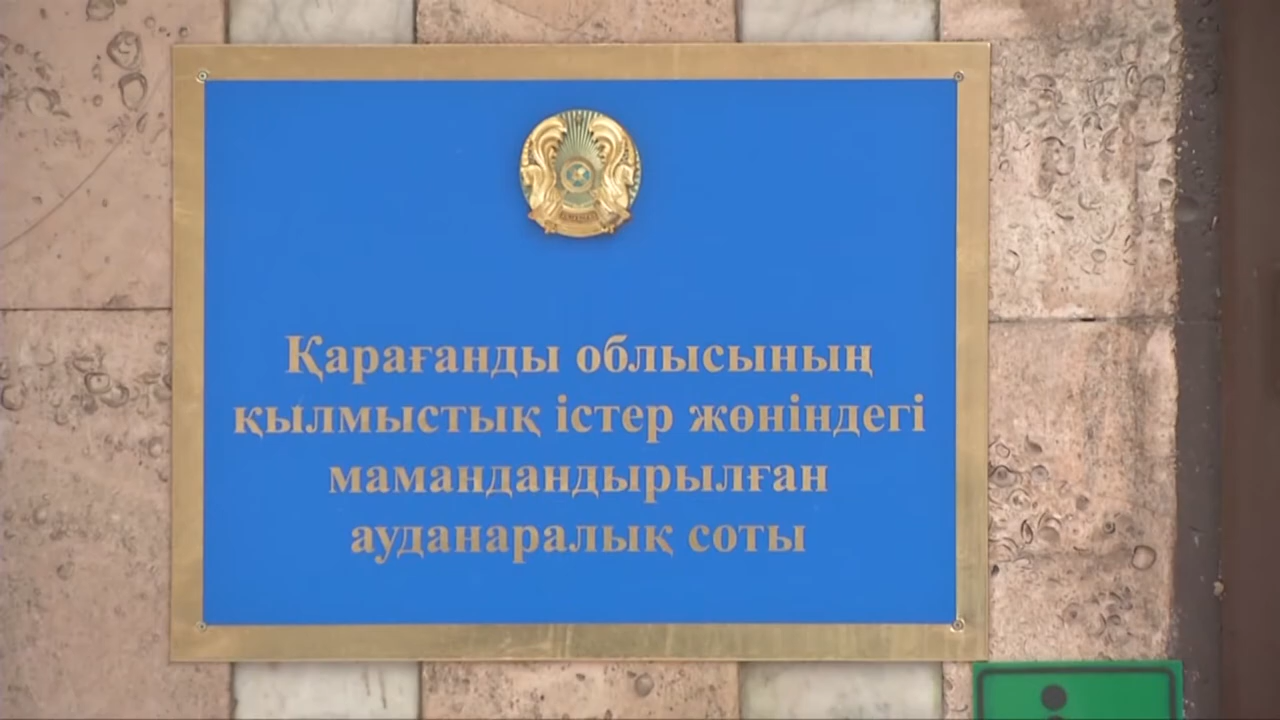 Қарағанды облысының
қылмыстық істер жөніндегі
мамандандырылған
ауданаралық соты